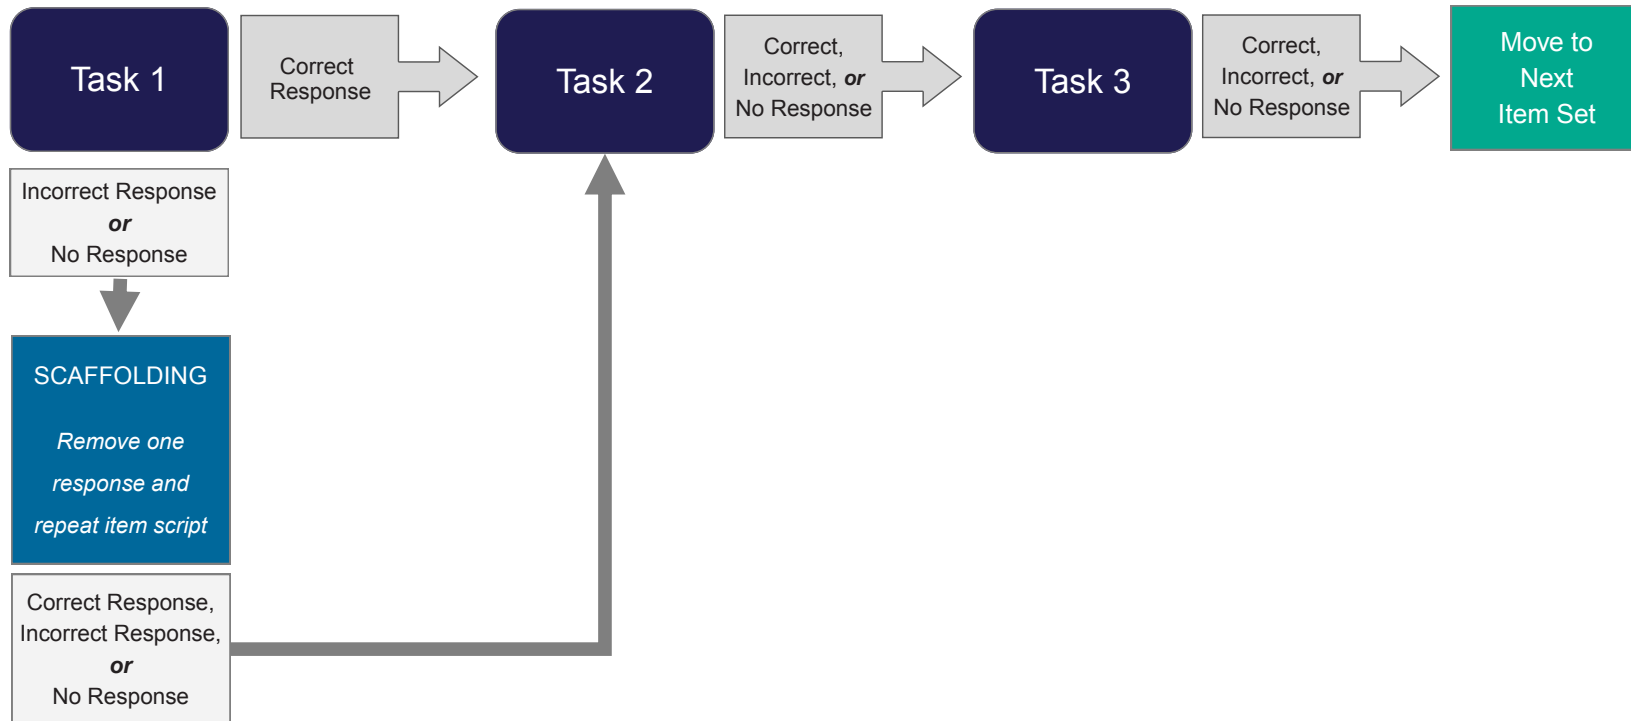 Task 1
Correct
Response
Task 2
Correct,
Incorrect, or
No Response
Task 3
Correct,
Incorrect, or
No Response
Move to
Next
Item Set
Incorrect Response
or
No Response
SCAFFOLDING
Remove one
response and
repeat item script
Correct Response,
Incorrect Response,
or
No Response